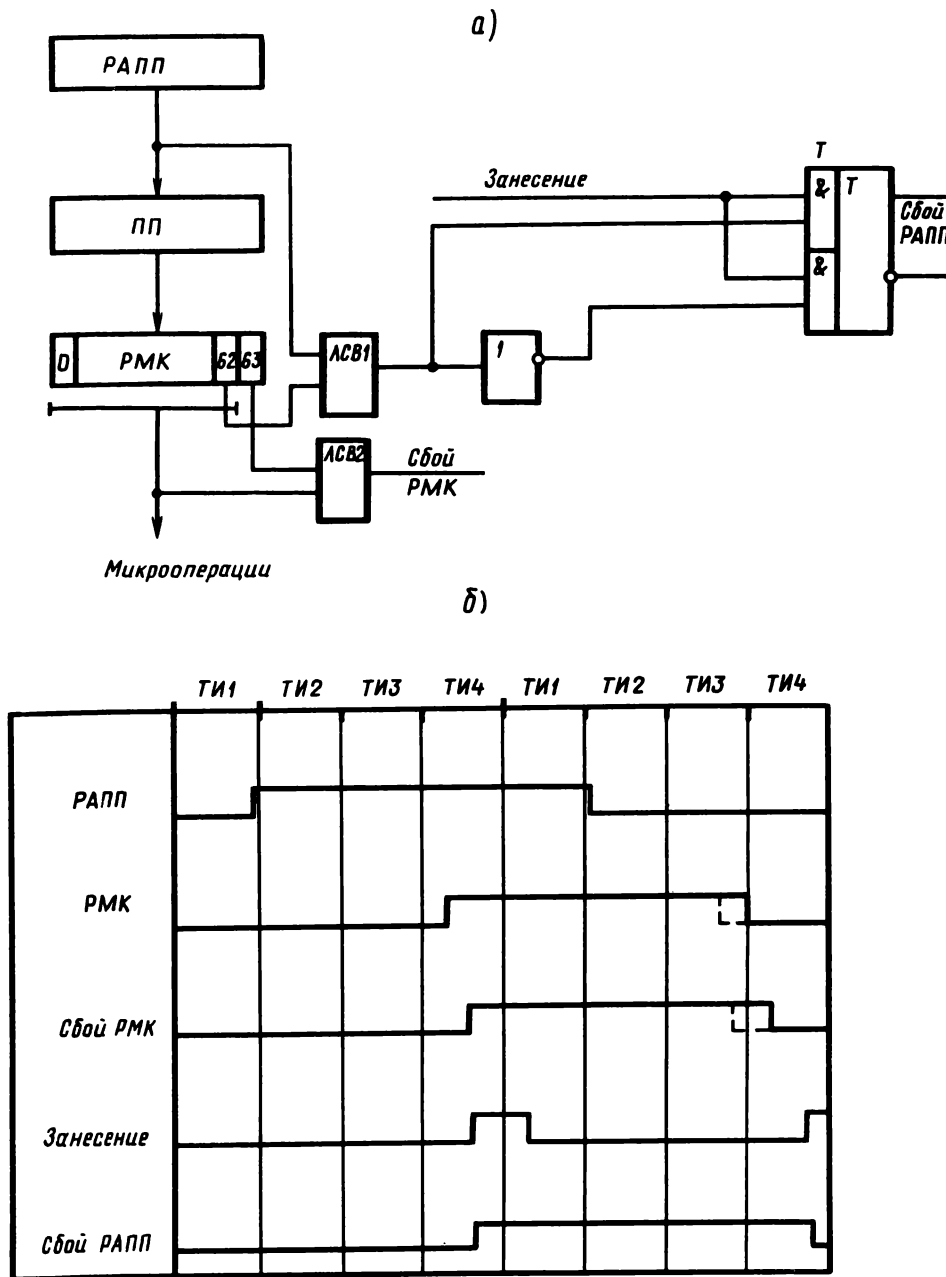 а)
РАПП
Т
Занесение
& Т
Сбой
РАПП
ПП
&
0 РМК 62 63
ЛСВ1
1
ЛСВ2
Сбой
РМК
Микрооперации
б)
ТИ1 ТИ2 ТИ3 ТИ4 ТИ1 ТИ2 ТИ3 ТИ4
РАПП
РМК
Сбой РМК
Занесение
Сбой РАПП